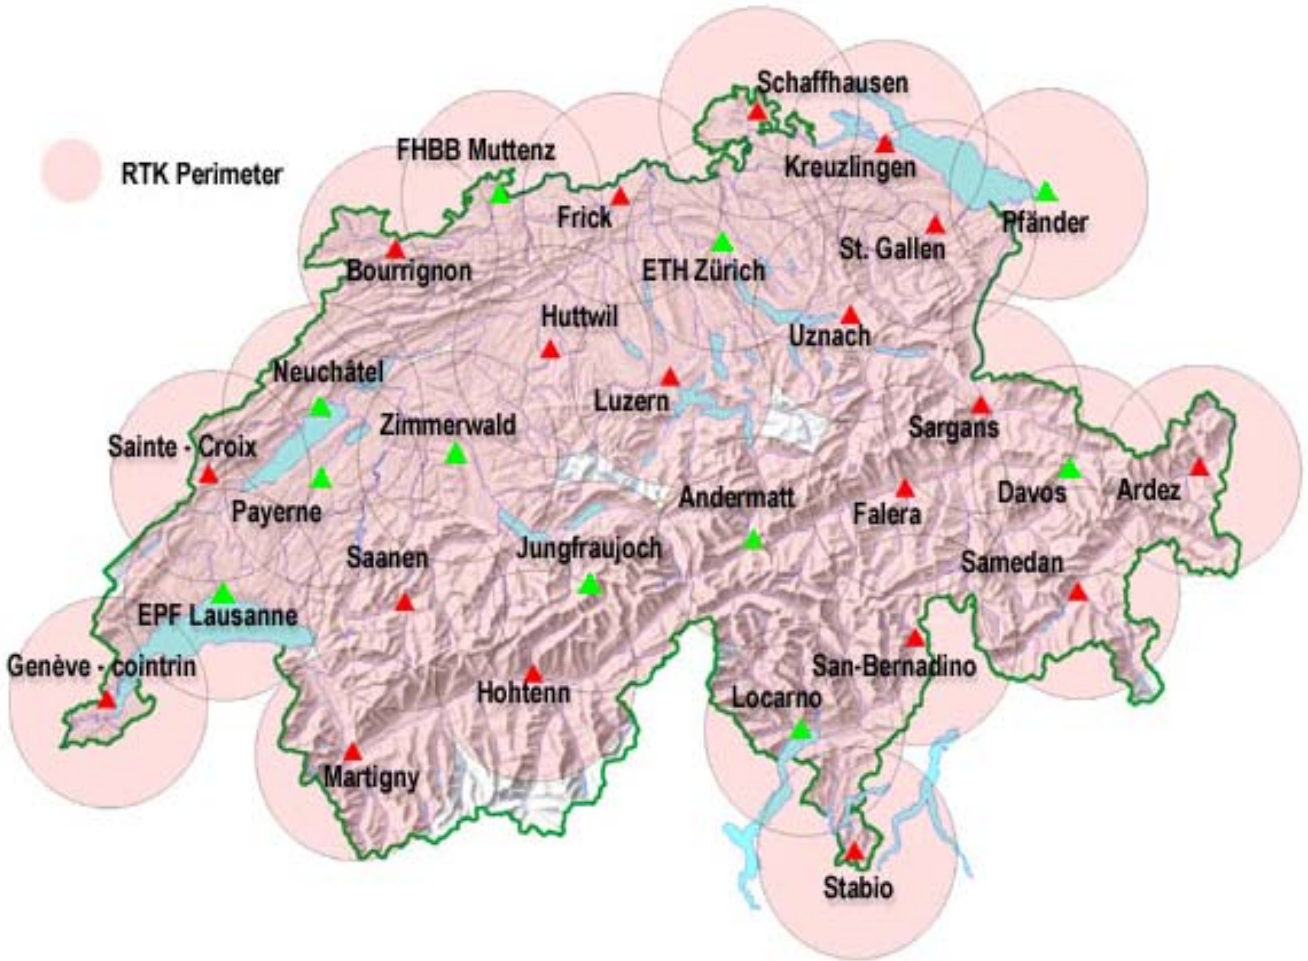 Schaffhausen
FHBB Muttenz
Kreuzlingen
RTK Perimeter
Frick
Pfänder
St. Gallen
Bourrignon
ETH Zürich
Huttwil
Uznach
Neuchâtel
Luzern
Zimmerwald
Sargans
Sainte - Croix
Andermatt
Davos
Ardez
Payerne
Falera
Saanen
Jungfraujoch
Samedan
EPF Lausanne
Genève - cointrin
San-Bernadino
Hohtenn
Locarno
Martigny
Stabio